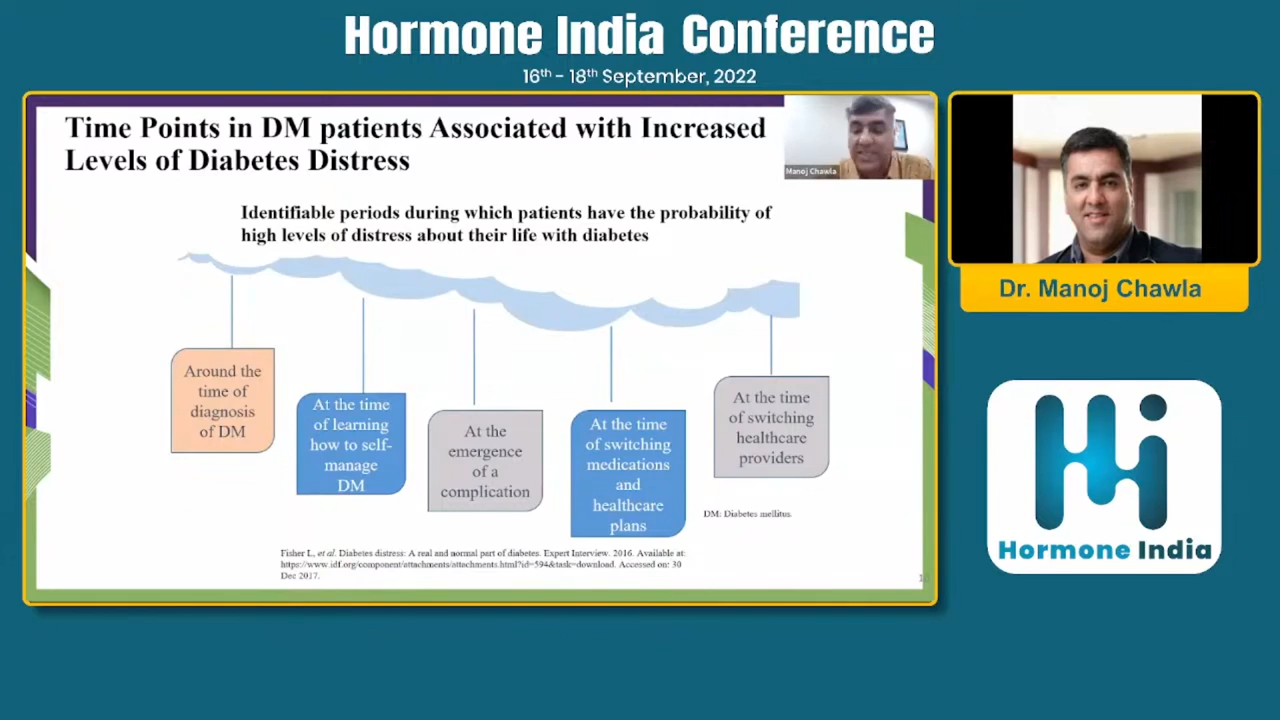 Hormone India Conference
16th - 18th September, 2022
Time Points in DM patients Associated with Increased
Levels of Diabetes Distress
Manoj Chawla
Identifiable periods during which patients have the probability of
high levels of distress about their life with diabetes
Around the
time of
diagnosis
of DM
At the time
of learning
how to self-
manage
DM
At the
emergence
of a
complication
At the time
of switching
medications
and
healthcare
plans
At the time
of switching
healthcare
providers
DM: Diabetes mellitus.
Fisher L, et al. Diabetes distress: A real and normal part of diabetes. Expert Interview. 2016. Available at:
https://www.idf.org/component/attachments/attachments.html?id=594&task=download. Accessed on: 30
Dec 2017.
Dr. Manoj Chawla
Hormone India